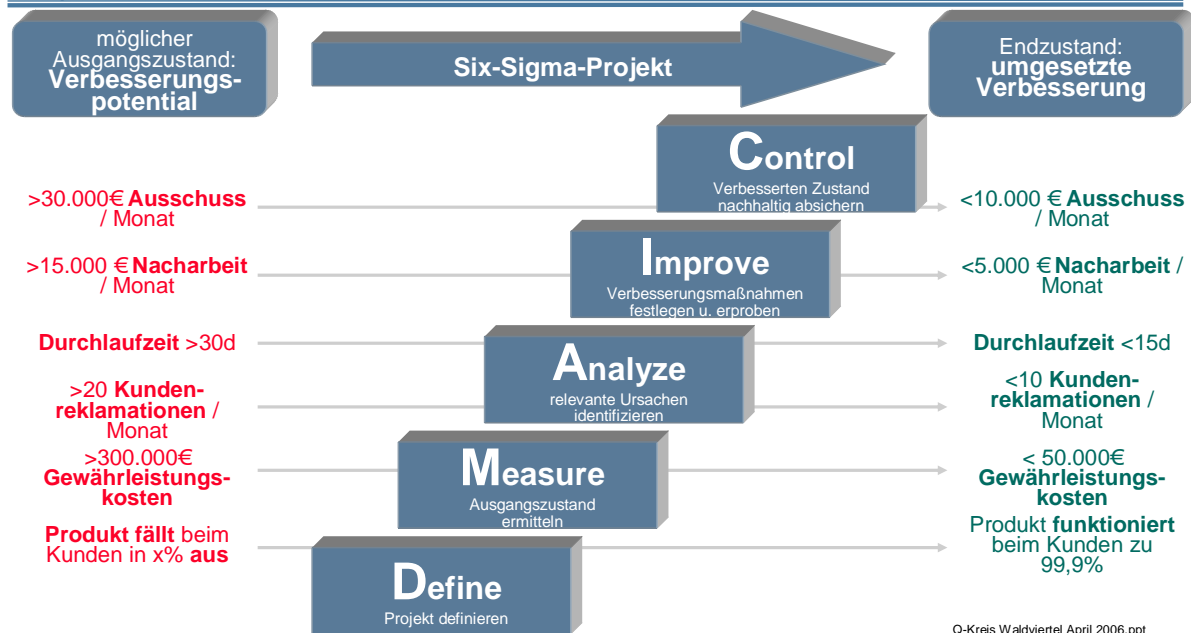 möglicher
Ausgangszustand:
Verbesserungs-
potential
Six-Sigma-Projekt
Endzustand:
umgesetzte
Verbesserung
Control
Verbesserten Zustand
nachhaltig absichern
>30.000€ Ausschuss
/ Monat
<10.000 € Ausschuss
/ Monat
Improve
Verbesserungsmaßnahmen
festlegen u. erproben
>15.000 € Nacharbeit
/ Monat
<5.000 € Nacharbeit /
Monat
Analyze
relevante Ursachen
identifizieren
Durchlaufzeit >30d
Durchlaufzeit <15d
>20 Kunden-
reklamationen /
Monat
<10 Kunden-
reklamationen /
Monat
Measure
Ausgangszustand
ermitteln
>300.000€
Gewährleistungs-
kosten
< 50.000€
Gewährleistungs-
kosten
Produkt fällt beim
Kunden in x% aus
Produkt funktioniert
beim Kunden zu
99,9%
Define
Projekt definieren
Q-Kreis Waldviertel April 2006.ppt